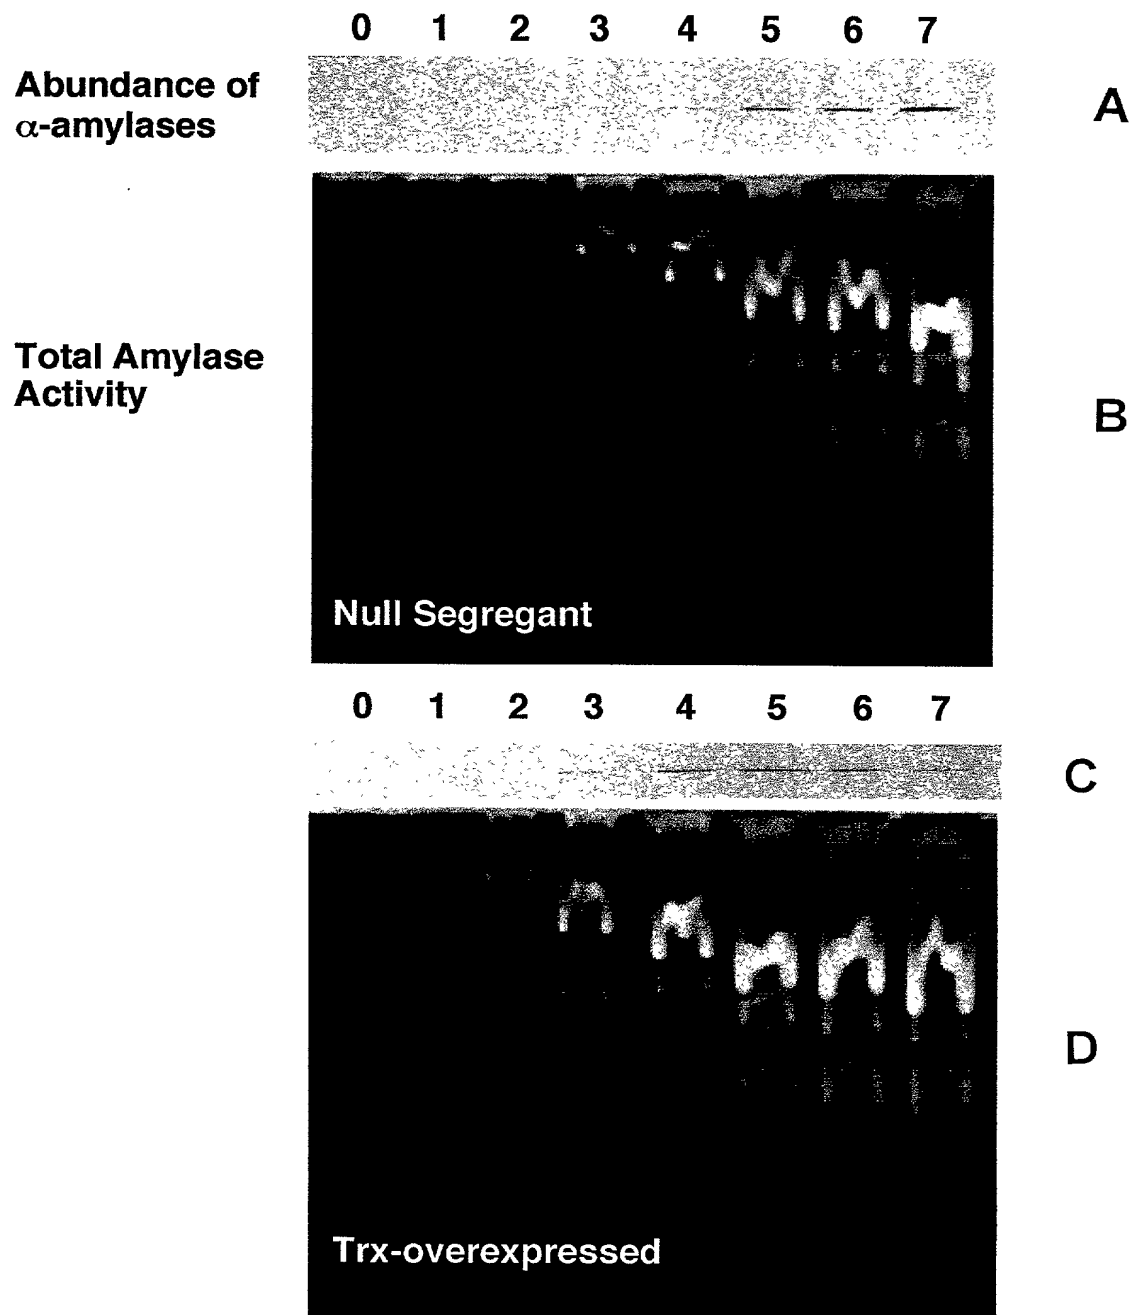 0 1 2 3 4 5 6 7
Abundance of
α-amylases
A
Total Amylase
Activity
B
Null Segregant
0 1 2 3 4 5 6 7
C
D
Trx-overexpressed